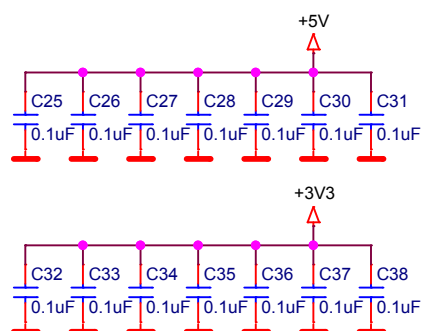 +5V
C25 C26 C27 C28 C29 C30 C31
0.1uF 0.1uF 0.1uF 0.1uF 0.1uF 0.1uF 0.1uF
+3V3
C32 C33 C34 C35 C36 C37 C38
0.1uF 0.1uF 0.1uF 0.1uF 0.1uF 0.1uF 0.1uF